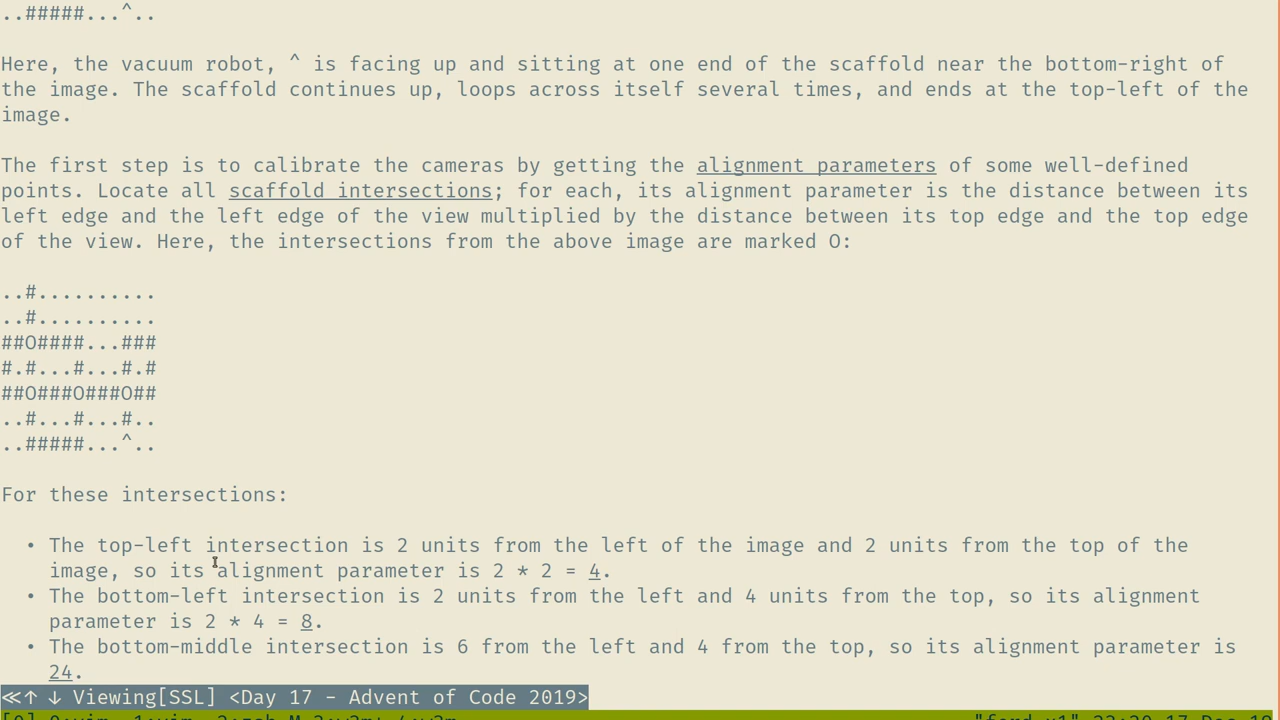 ..#####...^..
Here, the vacuum robot, ^ is facing up and sitting at one end of the scaffold near the bottom-right of
the image. The scaffold continues up, loops across itself several times, and ends at the top-left of the
image.
The first step is to calibrate the cameras by getting the alignment parameters of some well-defined
points. Locate all scaffold intersections; for each, its alignment parameter is the distance between its
left edge and the left edge of the view multiplied by the distance between its top edge and the top edge
of the view. Here, the intersections from the above image are marked O:
..#..........
..#..........
##O####...###
#.#...#...#.#
##O###O###O##
..#...#...#..
..#####...^..
For these intersections:
• The top-left intersection is 2 units from the left of the image and 2 units from the top of the
image, so its alignment parameter is 2 * 2 = 4.
• The bottom-left intersection is 2 units from the left and 4 units from the top, so its alignment
parameter is 2 * 4 = 8.
• The bottom-middle intersection is 6 from the left and 4 from the top, so its alignment parameter is
24.
≪↑ ↓ Viewing[SSL] <Day 17 - Advent of Code 2019>